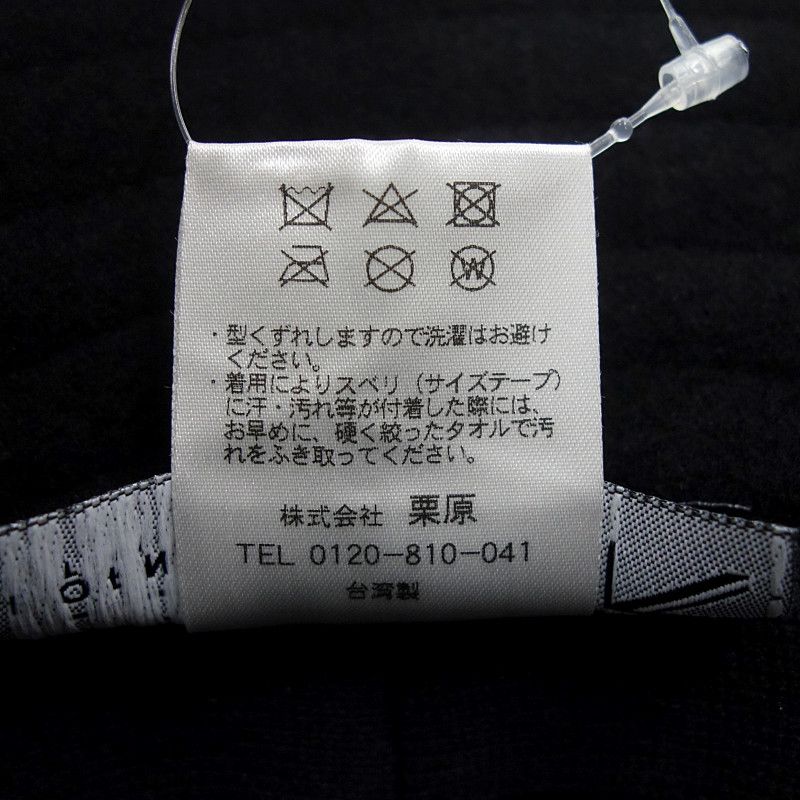 ・型くずれしますので洗濯はお避け
ください。
・着用によりスベリ（サイズテープ）
に汗・汚れ等が付着した際には、
お早めに、硬く絞ったタオルで汚
れをふき取ってください。
株式会社 栗原
TEL 0120-810-041
台湾製